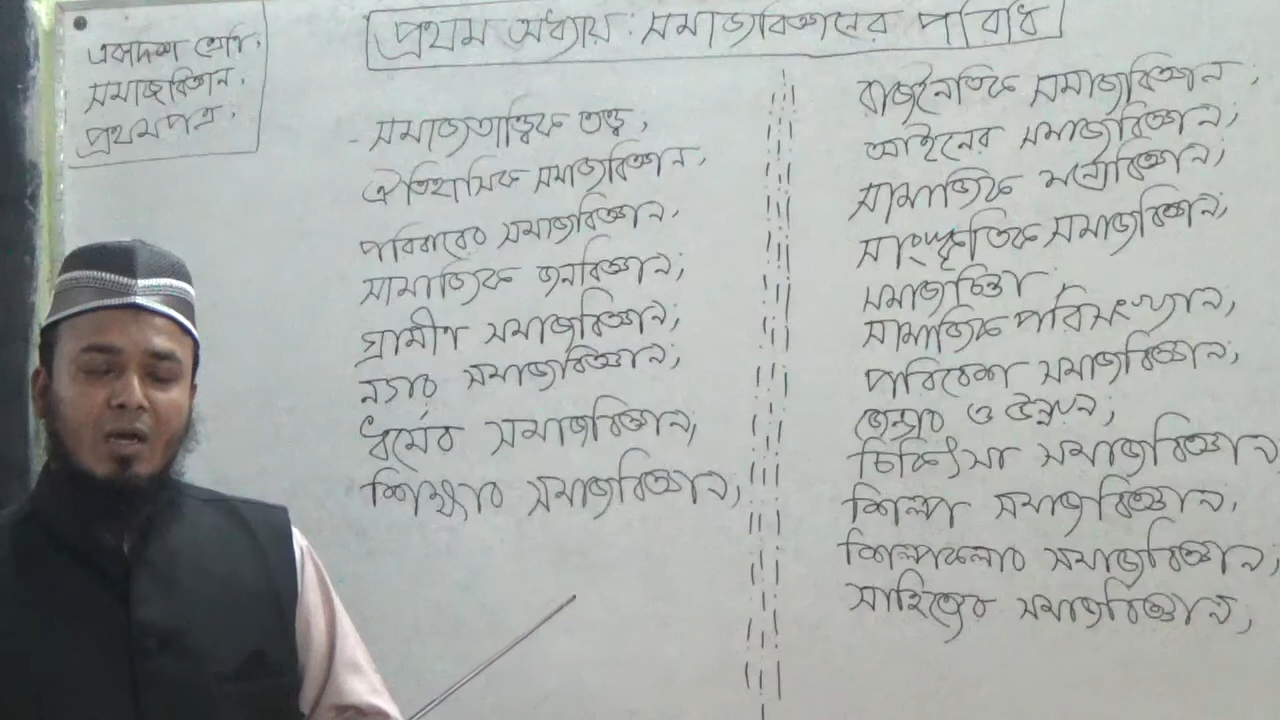 একাদশ শ্রেণি,
সমাজবিজ্ঞান,
প্রথমপত্র,
প্রথম অধ্যায়: সমাজবিজ্ঞানের পরিধি
- সমাজতাত্ত্বিক তত্ত্ব,
ঐতিহাসিক সমাজবিজ্ঞান,
পরিবারের সমাজবিজ্ঞান,
সামাজিক জনবিজ্ঞান,
গ্রামীণ সমাজবিজ্ঞান,
নগর সমাজবিজ্ঞান,
ধর্মের সমাজবিজ্ঞান,
শিক্ষার সমাজবিজ্ঞান,
রাজনৈতিক সমাজবিজ্ঞান,
আইনের সমাজবিজ্ঞান,
সামাজিক মনোবিজ্ঞান,
সাংস্কৃতিক সমাজবিজ্ঞান,
সমাজচিন্তা,
সামাজিক পরিসংখ্যান,
পরিবেশ সমাজবিজ্ঞান,
জেন্ডার ও উন্নয়ন,
চিকিৎসা সমাজবিজ্ঞান
শিল্প সমাজবিজ্ঞান,
শিল্পকলার সমাজবিজ্ঞান,
সাহিত্যের সমাজবিজ্ঞান,